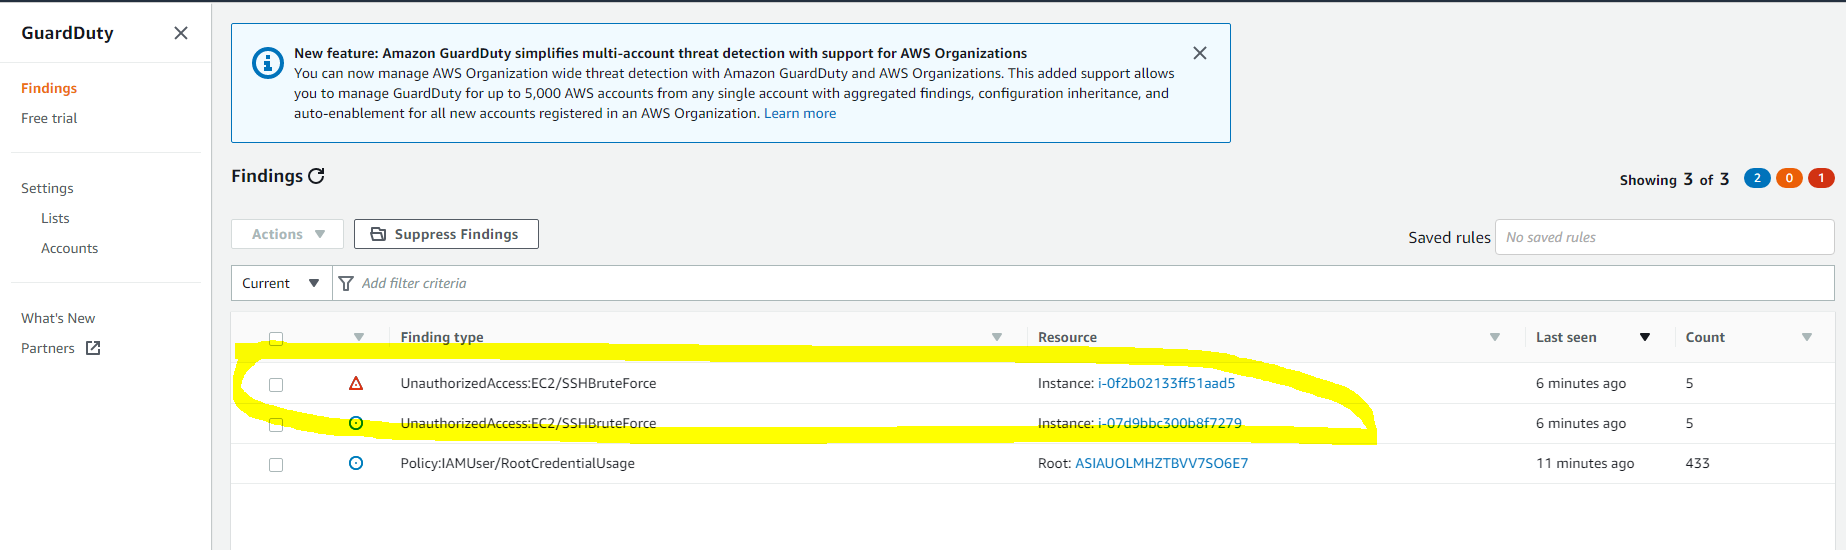 GuardDuty
Findings
Free trial
Settings
Lists
Accounts
What's New
Partners
New feature: Amazon GuardDuty simplifies multi-account threat detection with support for AWS Organizations
You can now manage AWS Organization wide threat detection with Amazon GuardDuty and AWS Organizations. This added support allows
you to manage GuardDuty for up to 5,000 AWS accounts from any single account with aggregated findings, configuration inheritance, and
auto-enablement for all new accounts registered in an AWS Organization. Learn more
Findings
Showing 3 of 3 2 0 1
Actions Suppress Findings
Saved rules No saved rules
Current Add filter criteria
Finding type Resource Last seen Count
UnauthorizedAccess:EC2/SSHBruteForce Instance: i-0f2b02133ff51aad5 6 minutes ago 5
UnauthorizedAccess:EC2/SSHBruteForce Instance: i-07d9bbc300b8f7279 6 minutes ago 5
Policy:IAMUser/RootCredentialUsage Root: ASIAUOLMHZTBVV7SO6E7 11 minutes ago 433